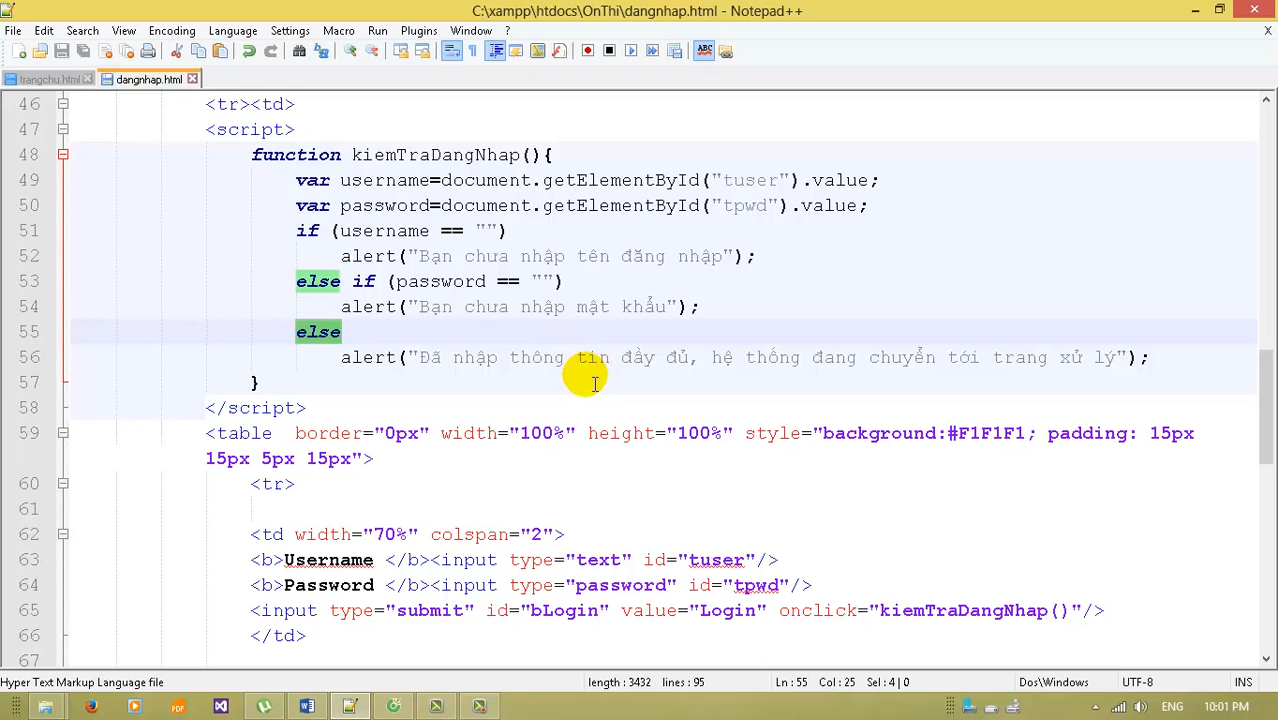 C:\xampp\htdocs\OnThi\dangnhap.html - Notepad++
File Edit Search View Encoding Language Settings Macro Run Plugins Window ? X
trangchu.html dangnhap.html
46 <tr><td>
47 <script>
48 function kiemTraDangNhap(){
49 var username=document.getElementById("tuser").value;
50 var password=document.getElementById("tpwd").value;
51 if (username == "")
52 alert("Bạn chưa nhập tên đăng nhập");
53 else if (password == "")
54 alert("Bạn chưa nhập mật khẩu");
55 else
56 alert("Đã nhập thông tin đầy đủ, hệ thống đang chuyển tới trang xử lý");
57 }
58 </script>
59 <table border="0px" width="100%" height="100%" style="background:#F1F1F1; padding: 15px
15px 5px 15px">
60 <tr>
61
62 <td width="70%" colspan="2">
63 <b>Username </b><input type="text" id="tuser"/>
64 <b>Password </b><input type="password" id="tpwd"/>
65 <input type="submit" id="bLogin" value="Login" onclick="kiemTraDangNhap()"/>
66 </td>
67
Hyper Text Markup Language file length : 3432 lines : 95 Ln : 55 Col : 25 Sel : 4 | 0 Dos\Windows UTF-8 INS
ENG 10:01 PM